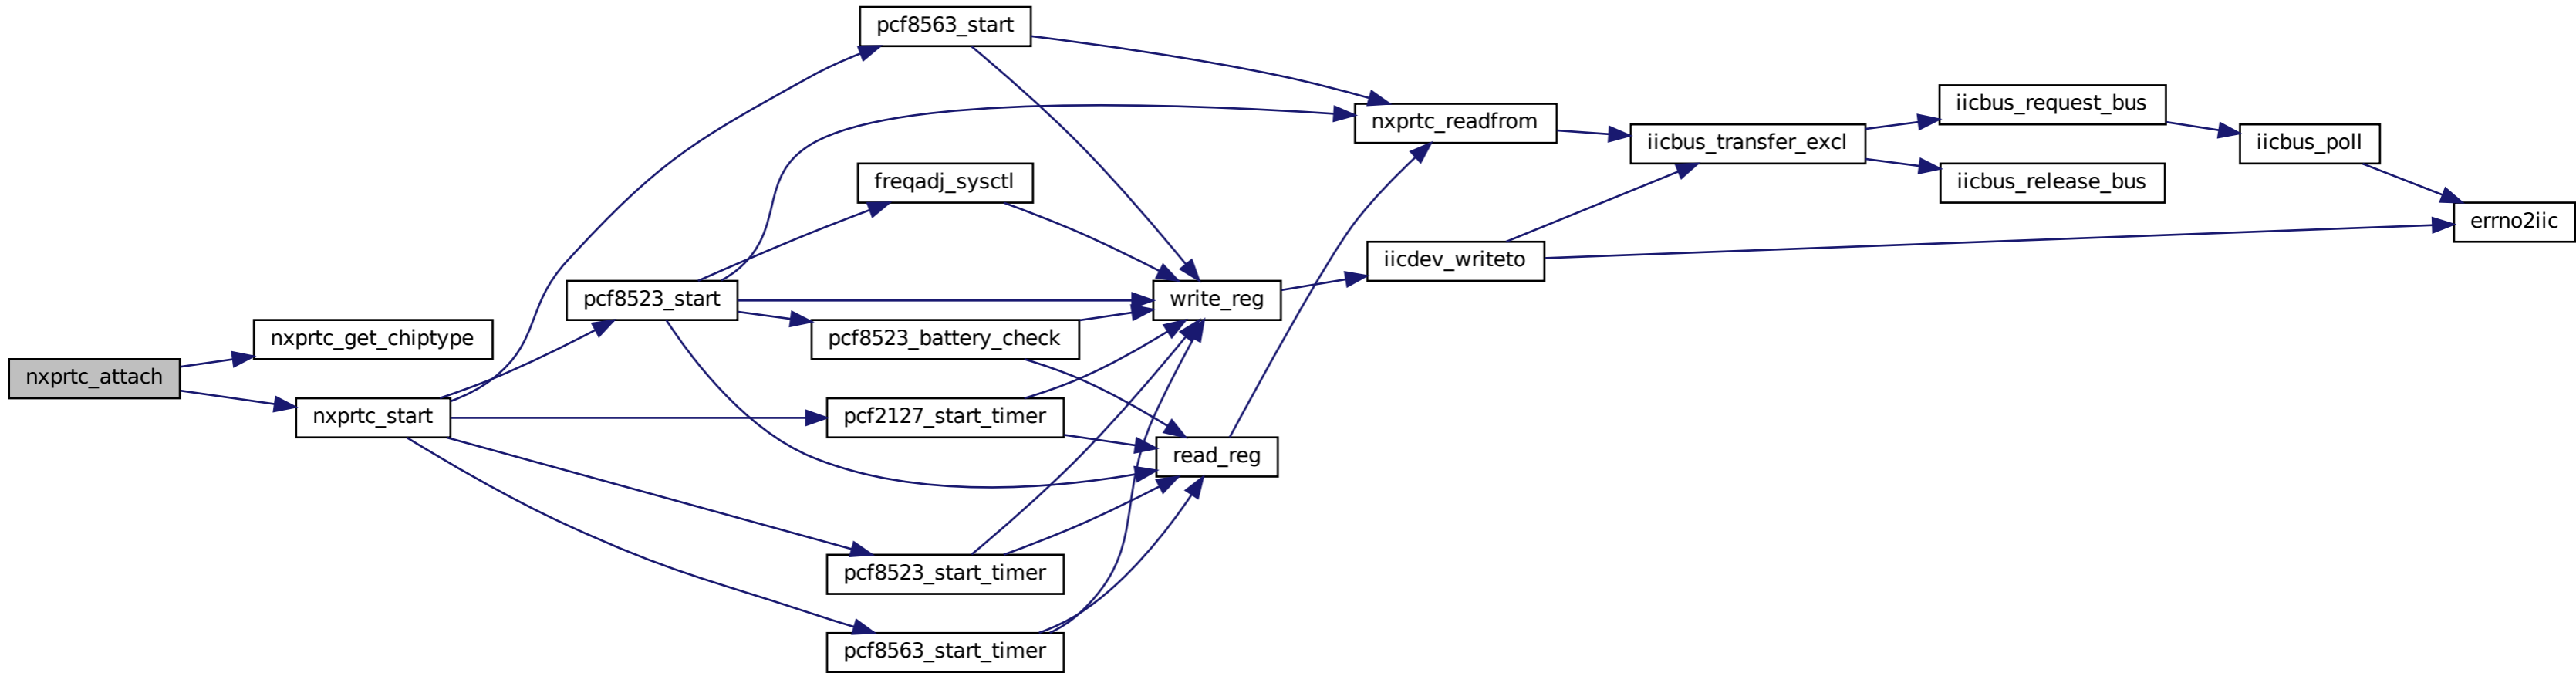 nxprtc_attach
nxprtc_get_chiptype
nxprtc_start
pcf8523_start
pcf8563_start
freqadj_sysctl
pcf8523_battery_check
pcf2127_start_timer
pcf8523_start_timer
pcf8563_start_timer
write_reg
read_reg
nxprtc_readfrom
iicdev_writeto
iicbus_transfer_excl
iicbus_request_bus
iicbus_release_bus
iicbus_poll
errno2iic